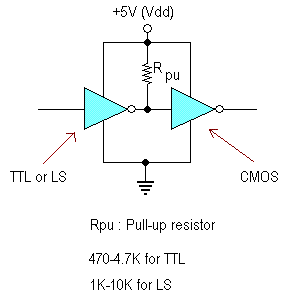 +5V (Vdd)
R pu
TTL or LS
CMOS
Rpu : Pull-up resistor
470-4.7K for TTL
1K-10K for LS